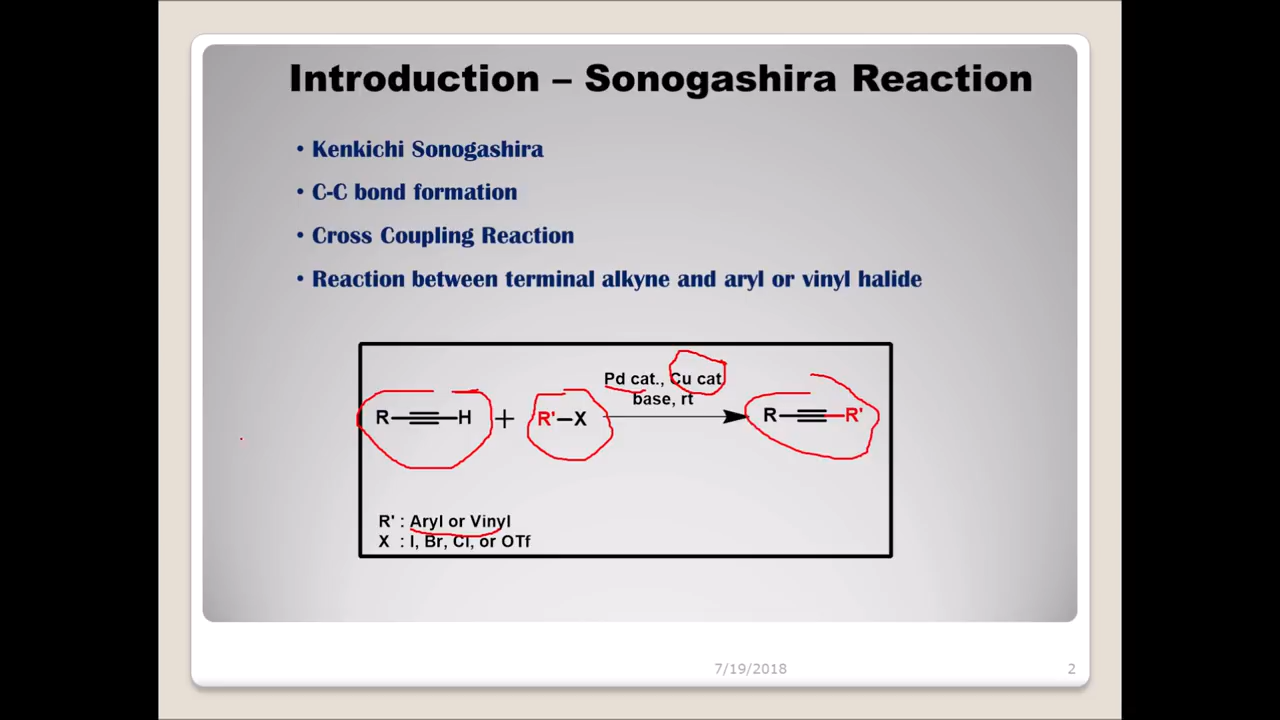 Introduction – Sonogashira Reaction
• Kenkichi Sonogashira
• C-C bond formation
• Cross Coupling Reaction
• Reaction between terminal alkyne and aryl or vinyl halide
Pd cat., Cu cat
base, rt
R≡H + R'–X R≡R'
R' : Aryl or Vinyl
X : I, Br, Cl, or OTf
7/19/2018 2